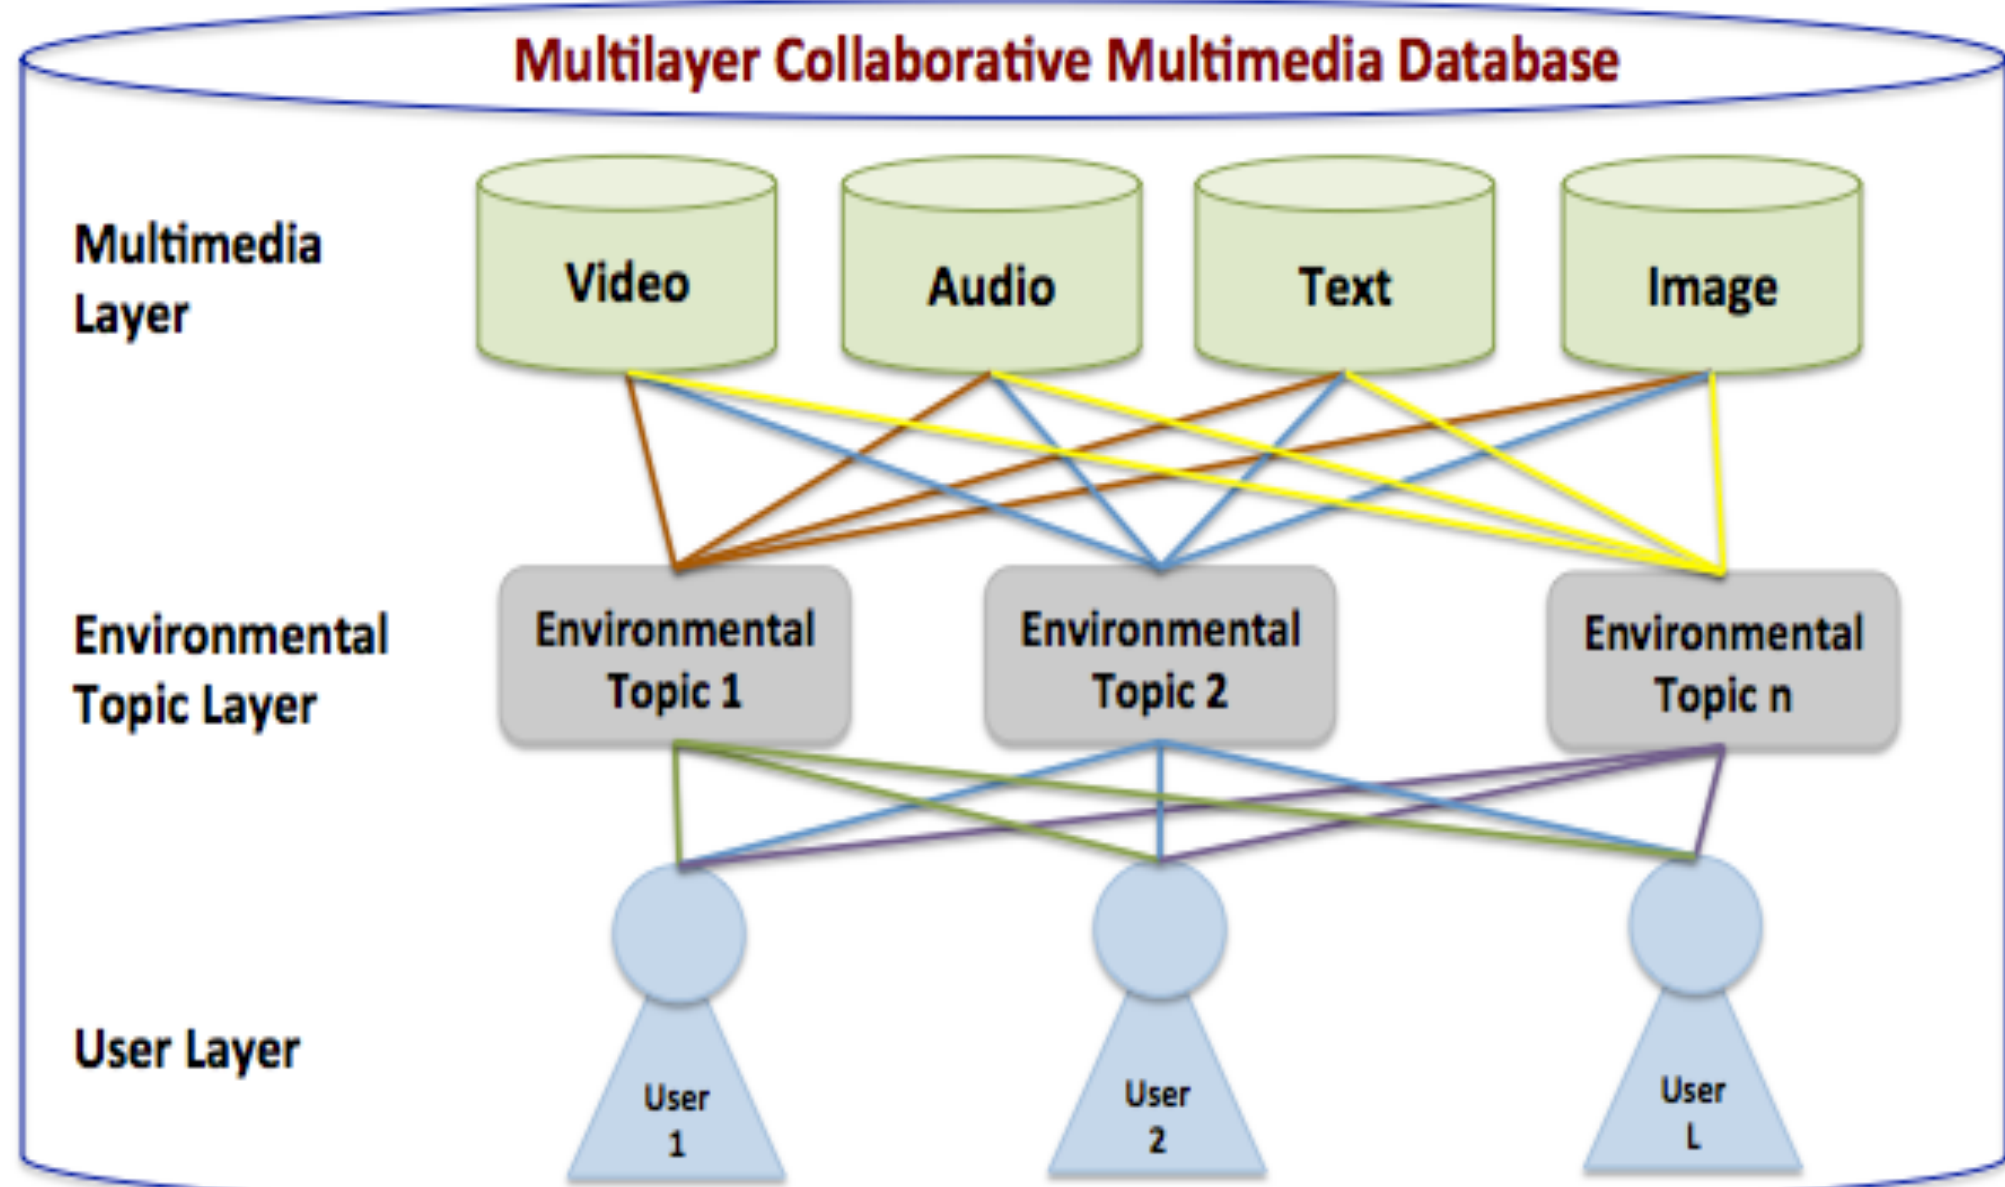 Multilayer Collaborative Multimedia Database
Multimedia
Layer
Video
Audio
Text
Image
Environmental
Topic Layer
Environmental
Topic 1
Environmental
Topic 2
Environmental
Topic n
User Layer
User
1
User
2
User
L